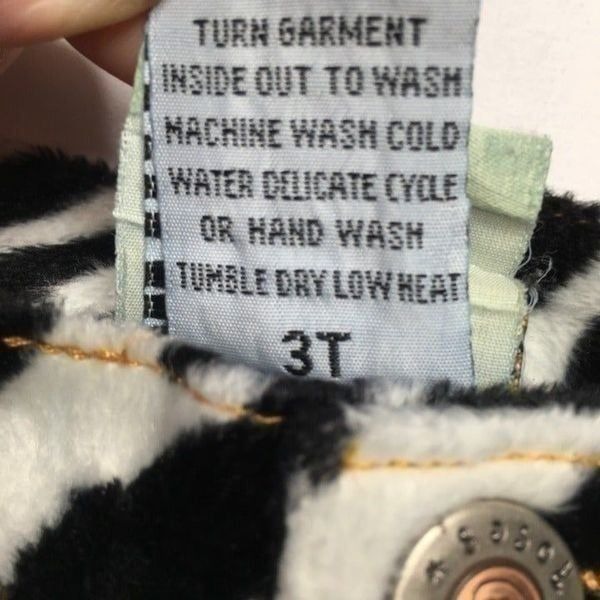 TURN GARMENT
INSIDE OUT TO WASH
MACHINE WASH COLD
WATER DELICATE CYCLE
OR HAND WASH
TUMBLE DRY LOW HEAT
3T